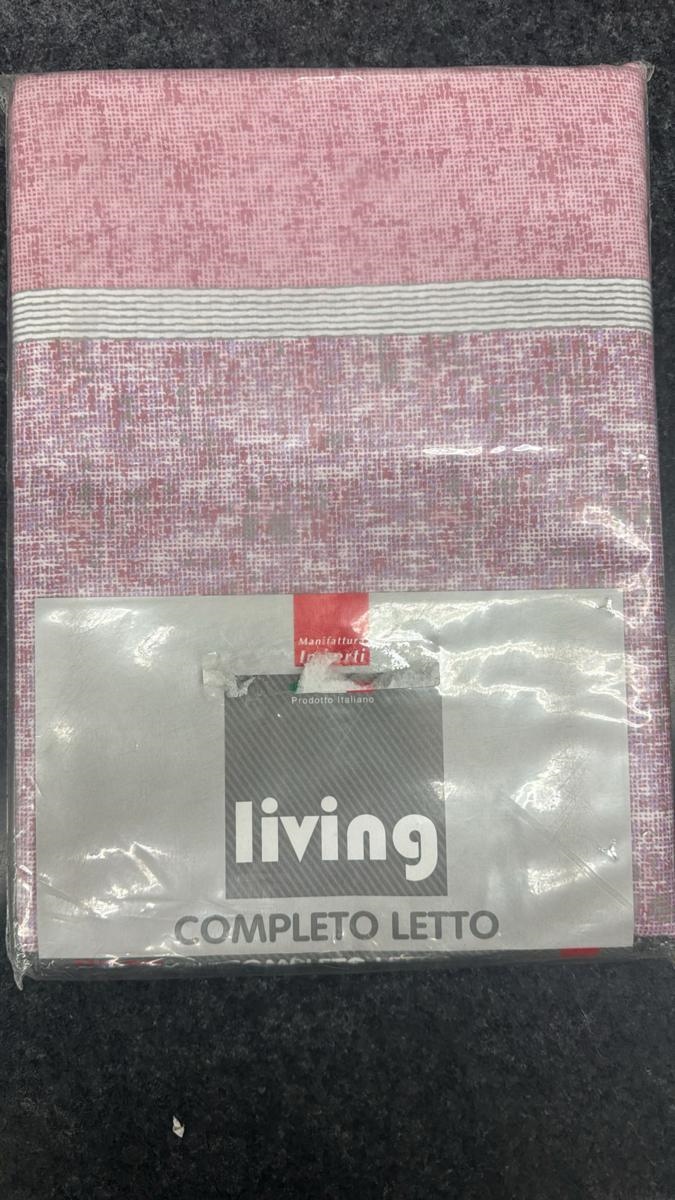 Manifattura
Prodotto Italiano
living
COMPLETO LETTO